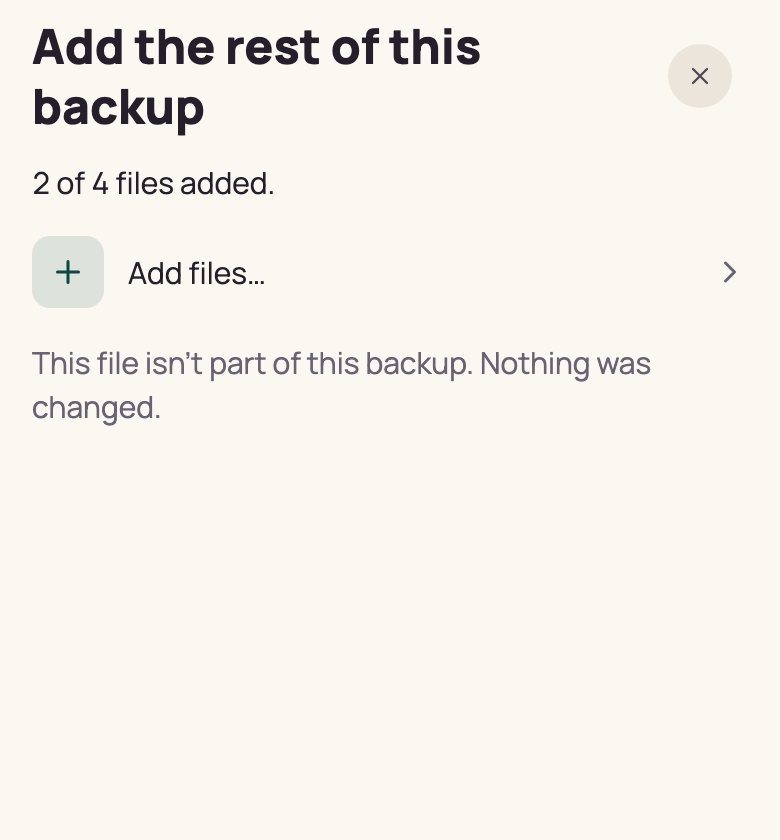 Add the rest of this
backup
2 of 4 files added.
Add files…
This file isn’t part of this backup. Nothing was
changed.